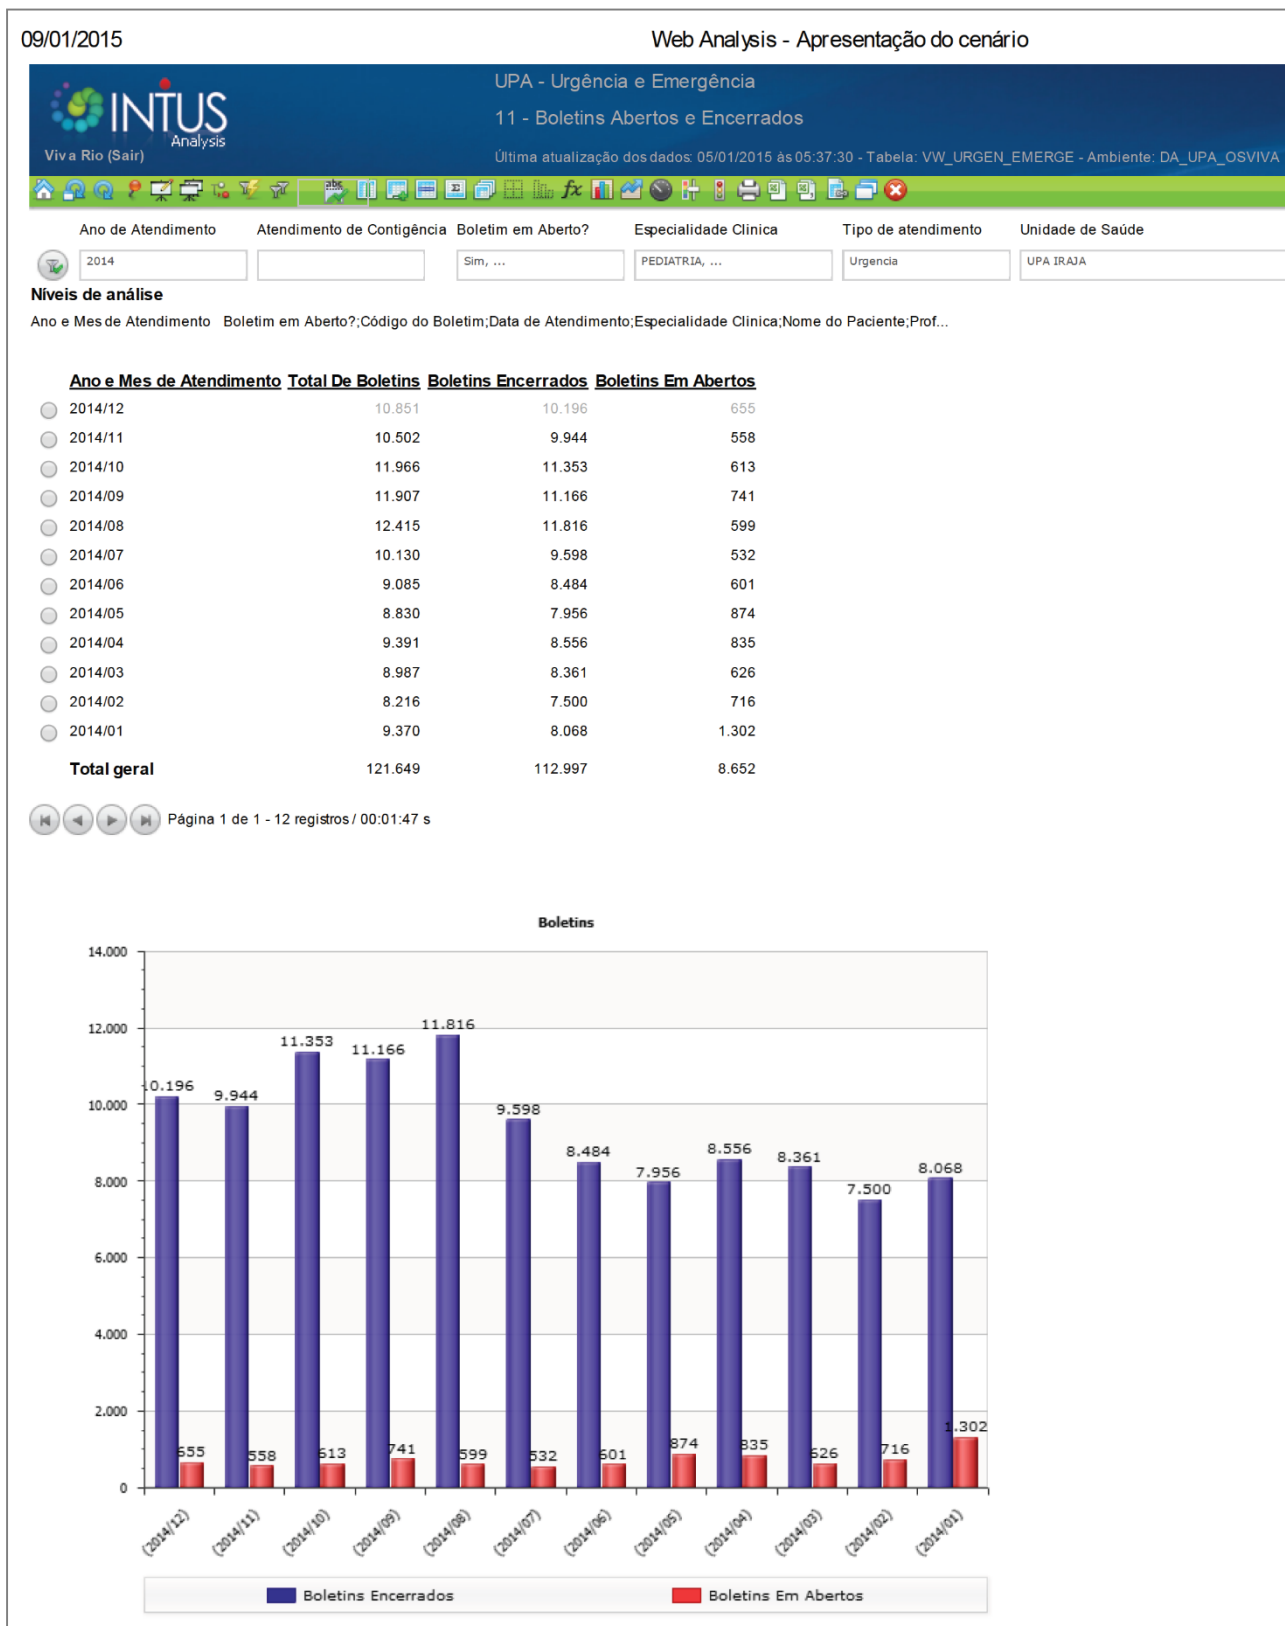 09/01/2015 Web Analysis - Apresentação do cenário
UPA - Urgência e Emergência
INTUS
Analysis
11 - Boletins Abertos e Encerrados
Viva Rio (Sair)
Última atualização dos dados: 05/01/2015 às 05:37:30 - Tabela: VW_URGEN_EMERGE - Ambiente: DA_UPA_OSVIVA
Ano de Atendimento Atendimento de Contigência Boletim em Aberto? Especialidade Clinica Tipo de atendimento Unidade de Saúde
2014 Sim, ... PEDIATRIA, ... Urgencia UPA IRAJA
Níveis de análise
Ano e Mes de Atendimento Boletim em Aberto?;Código do Boletim;Data de Atendimento;Especialidade Clinica;Nome do Paciente;Prof...
Ano e Mes de Atendimento Total De Boletins Boletins Encerrados Boletins Em Abertos
2014/12 10.851 10.196 655
2014/11 10.502 9.944 558
2014/10 11.966 11.353 613
2014/09 11.907 11.166 741
2014/08 12.415 11.816 599
2014/07 10.130 9.598 532
2014/06 9.085 8.484 601
2014/05 8.830 7.956 874
2014/04 9.391 8.556 835
2014/03 8.987 8.361 626
2014/02 8.216 7.500 716
2014/01 9.370 8.068 1.302
Total geral 121.649 112.997 8.652
Página 1 de 1 - 12 registros / 00:01:47 s
Boletins
14.000
12.000
10.000
8.000
6.000
4.000
2.000
0
10.196 9.944 11.353 11.166 11.816 9.598 8.484 7.956 8.556 8.361 7.500 8.068
655 558 613 741 599 532 601 874 835 626 716 1.302
(2014/12) (2014/11) (2014/10) (2014/09) (2014/08) (2014/07) (2014/06) (2014/05) (2014/04) (2014/03) (2014/02) (2014/01)
Boletins Encerrados Boletins Em Abertos